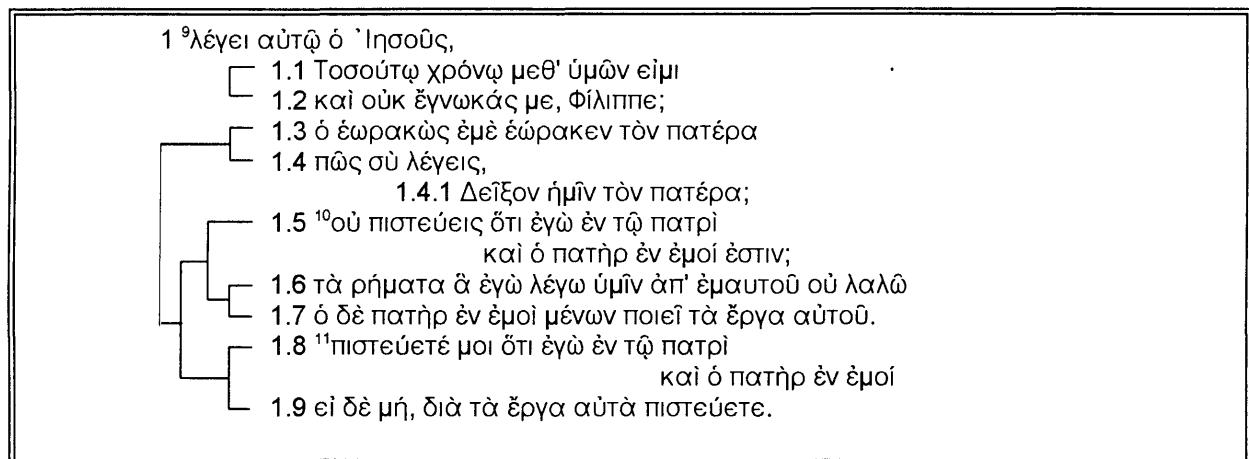 1 ⁹λέγει αὐτῷ ὁ Ἰησοῦς,
1.1 Τοσούτῳ χρόνῳ μεθ' ὑμῶν εἰμι
1.2 καὶ οὐκ ἔγνωκάς με, Φίλιππε;
1.3 ὁ ἑωρακὼς ἐμὲ ἑώρακεν τὸν πατέρα
1.4 πῶς σὺ λέγεις,
1.4.1 Δεῖξον ἡμῖν τὸν πατέρα;
1.5 ¹⁰οὐ πιστεύεις ὅτι ἐγὼ ἐν τῷ πατρὶ
καὶ ὁ πατὴρ ἐν ἐμοί ἐστιν;
1.6 τὰ ρήματα ἃ ἐγὼ λέγω ὑμῖν ἀπ' ἐμαυτοῦ οὐ λαλῶ
1.7 ὁ δὲ πατὴρ ἐν ἐμοὶ μένων ποιεῖ τὰ ἔργα αὐτοῦ.
1.8 ¹¹πιστεύετέ μοι ὅτι ἐγὼ ἐν τῷ πατρὶ
καὶ ὁ πατὴρ ἐν ἐμοί
1.9 εἰ δὲ μή, διὰ τὰ ἔργα αὐτὰ πιστεύετε.